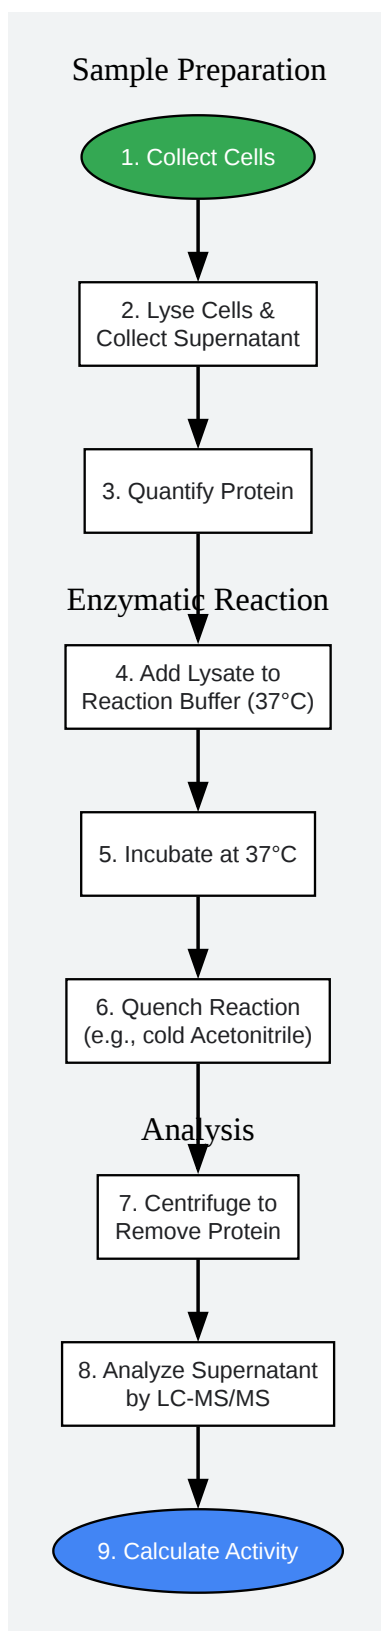 Sample Preparation
1. Collect Cells
2. Lyse Cells &
Collect Supernatant
3. Quantify Protein
Enzymatic Reaction
4. Add Lysate to
Reaction Buffer (37°C)
5. Incubate at 37°C
6. Quench Reaction
(e.g., cold Acetonitrile)
Analysis
7. Centrifuge to
Remove Protein
8. Analyze Supernatant
by LC-MS/MS
9. Calculate Activity